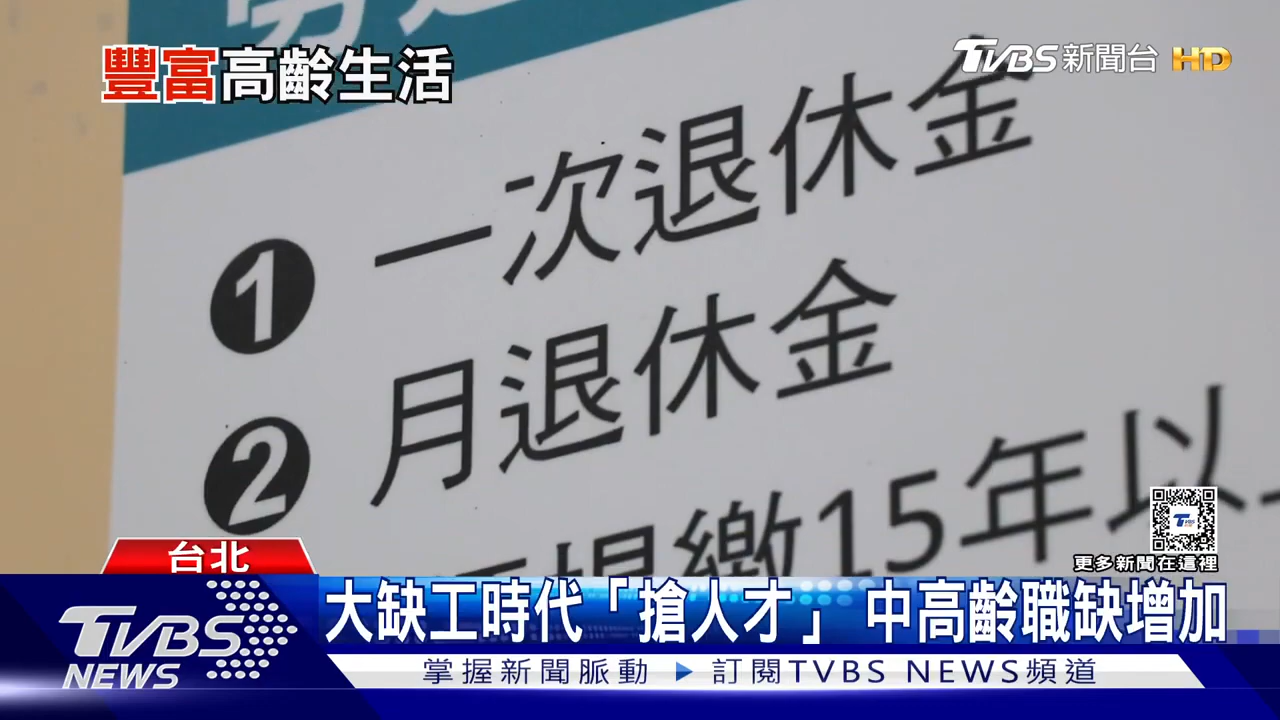 豐富高齡生活
TVBS新聞台 HD
1 一次退休金
2 月退休金
提繳15年以上
更多新聞在這裡
台北
大缺工時代「搶人才」 中高齡職缺增加
TVBS NEWS
掌握新聞脈動 ▶ 訂閱TVBS NEWS頻道